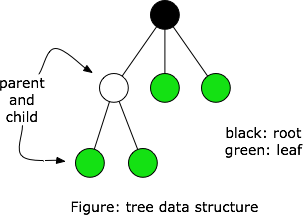 parent
and
child
black: root
green: leaf
Figure: tree data structure